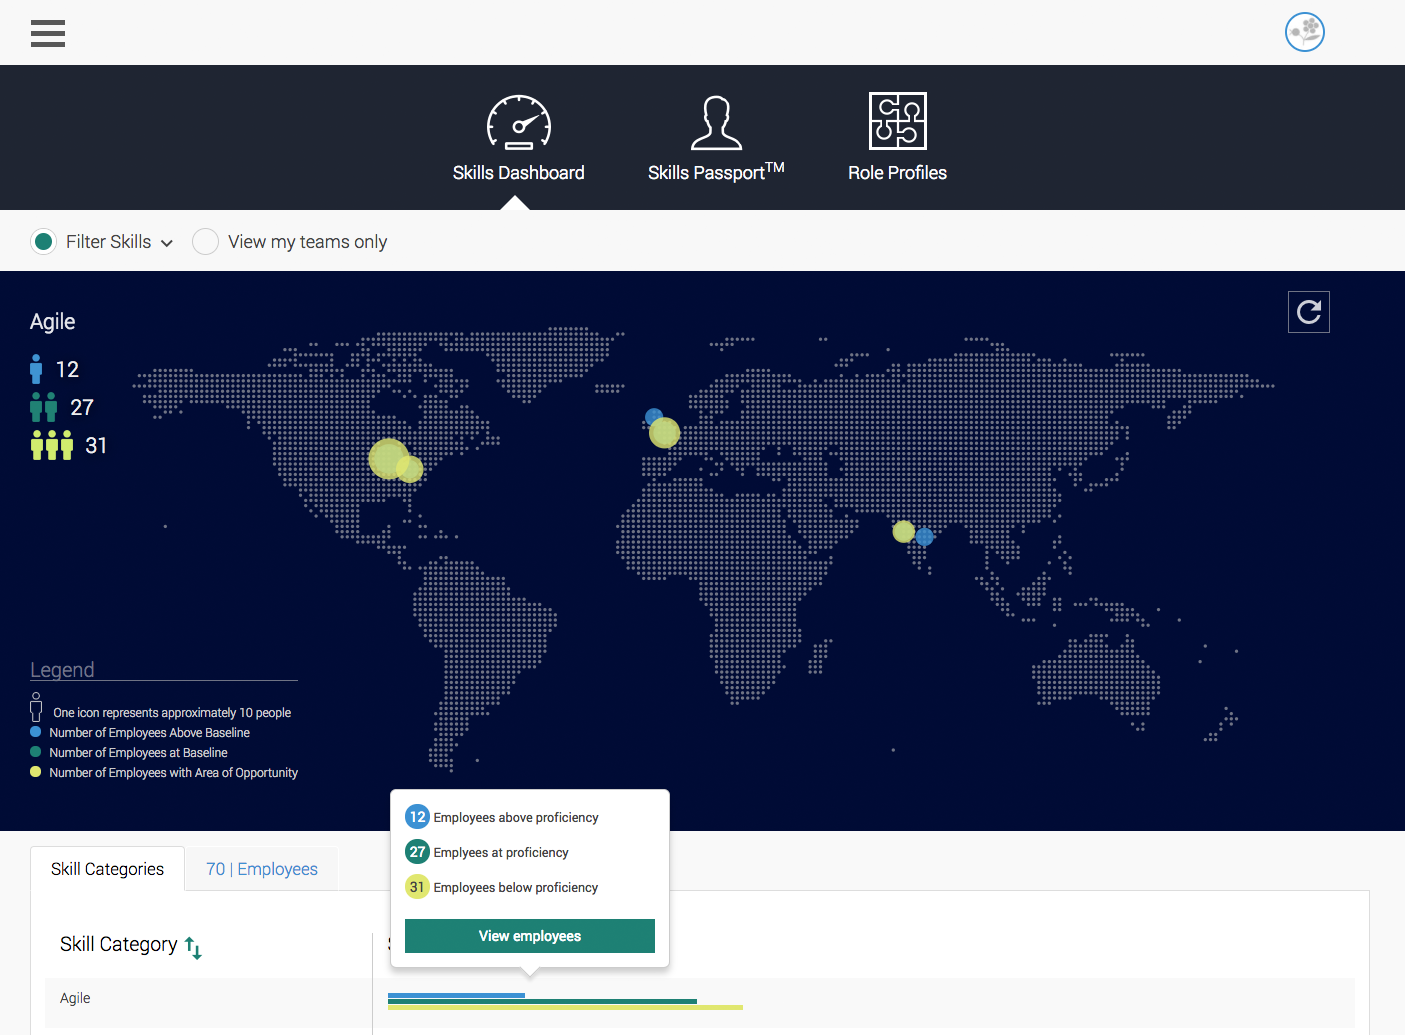 Skills Dashboard
Skills Passport™
Role Profiles
Filter Skills
View my teams only
Agile
12
27
31
Legend
One icon represents approximately 10 people
Number of Employees Above Baseline
Number of Employees at Baseline
Number of Employees with Area of Opportunity
12 Employees above proficiency
27 Emplyees at proficiency
31 Employees below proficiency
View employees
Skill Categories
70 | Employees
Skill Category
Agile